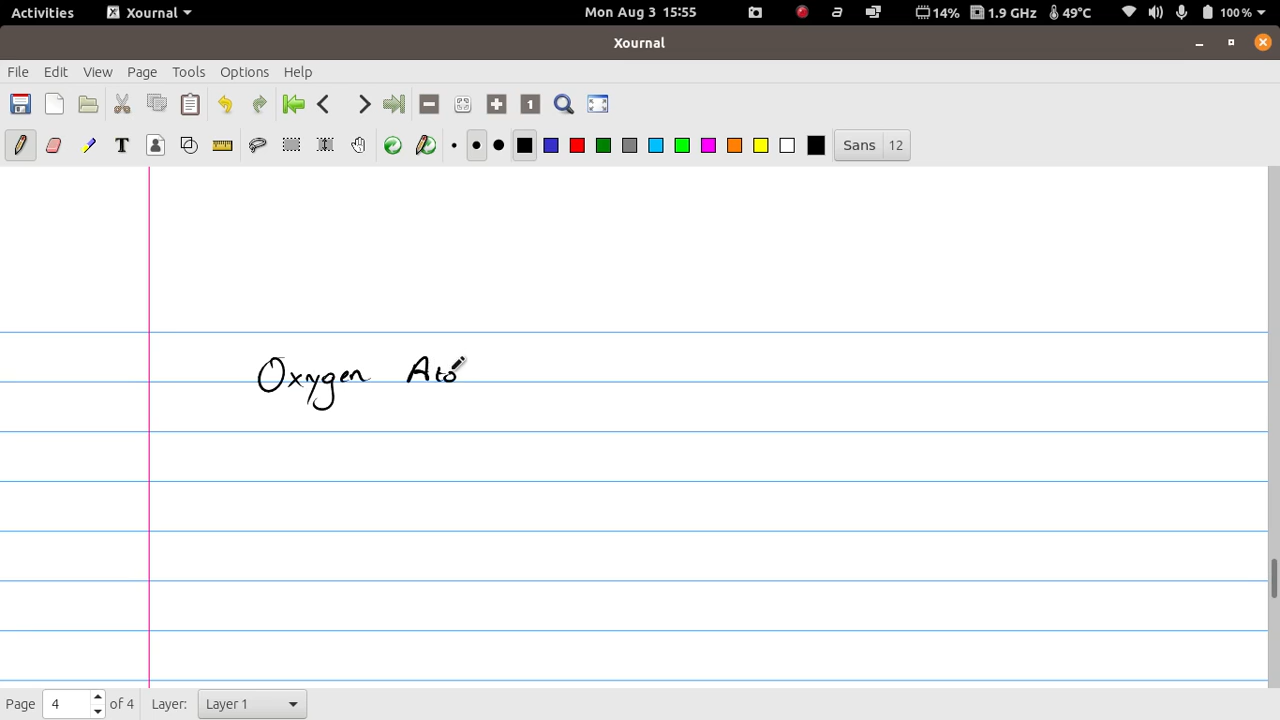 Activities Xournal Mon Aug 3 15:55 a 14% 1.9 GHz 49°C 100 %
Xournal
File Edit View Page Tools Options Help
1
T Sans 12
Oxygen Ato
Page 4 of 4 Layer: Layer 1